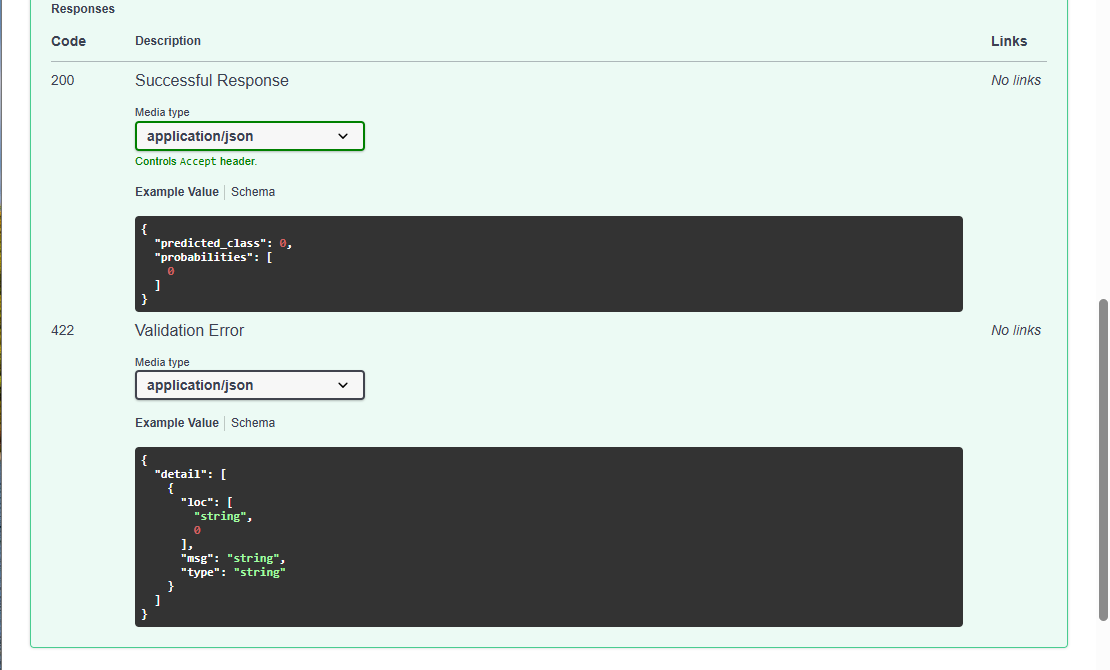 Responses
Code Description Links
200 Successful Response No links
Media type
application/json
Controls Accept header.
Example Value Schema
{
  "predicted_class": 0,
  "probabilities": [
    0
  ]
}
422 Validation Error No links
Media type
application/json
Example Value Schema
{
  "detail": [
    {
      "loc": [
        "string",
        0
      ],
      "msg": "string",
      "type": "string"
    }
  ]
}